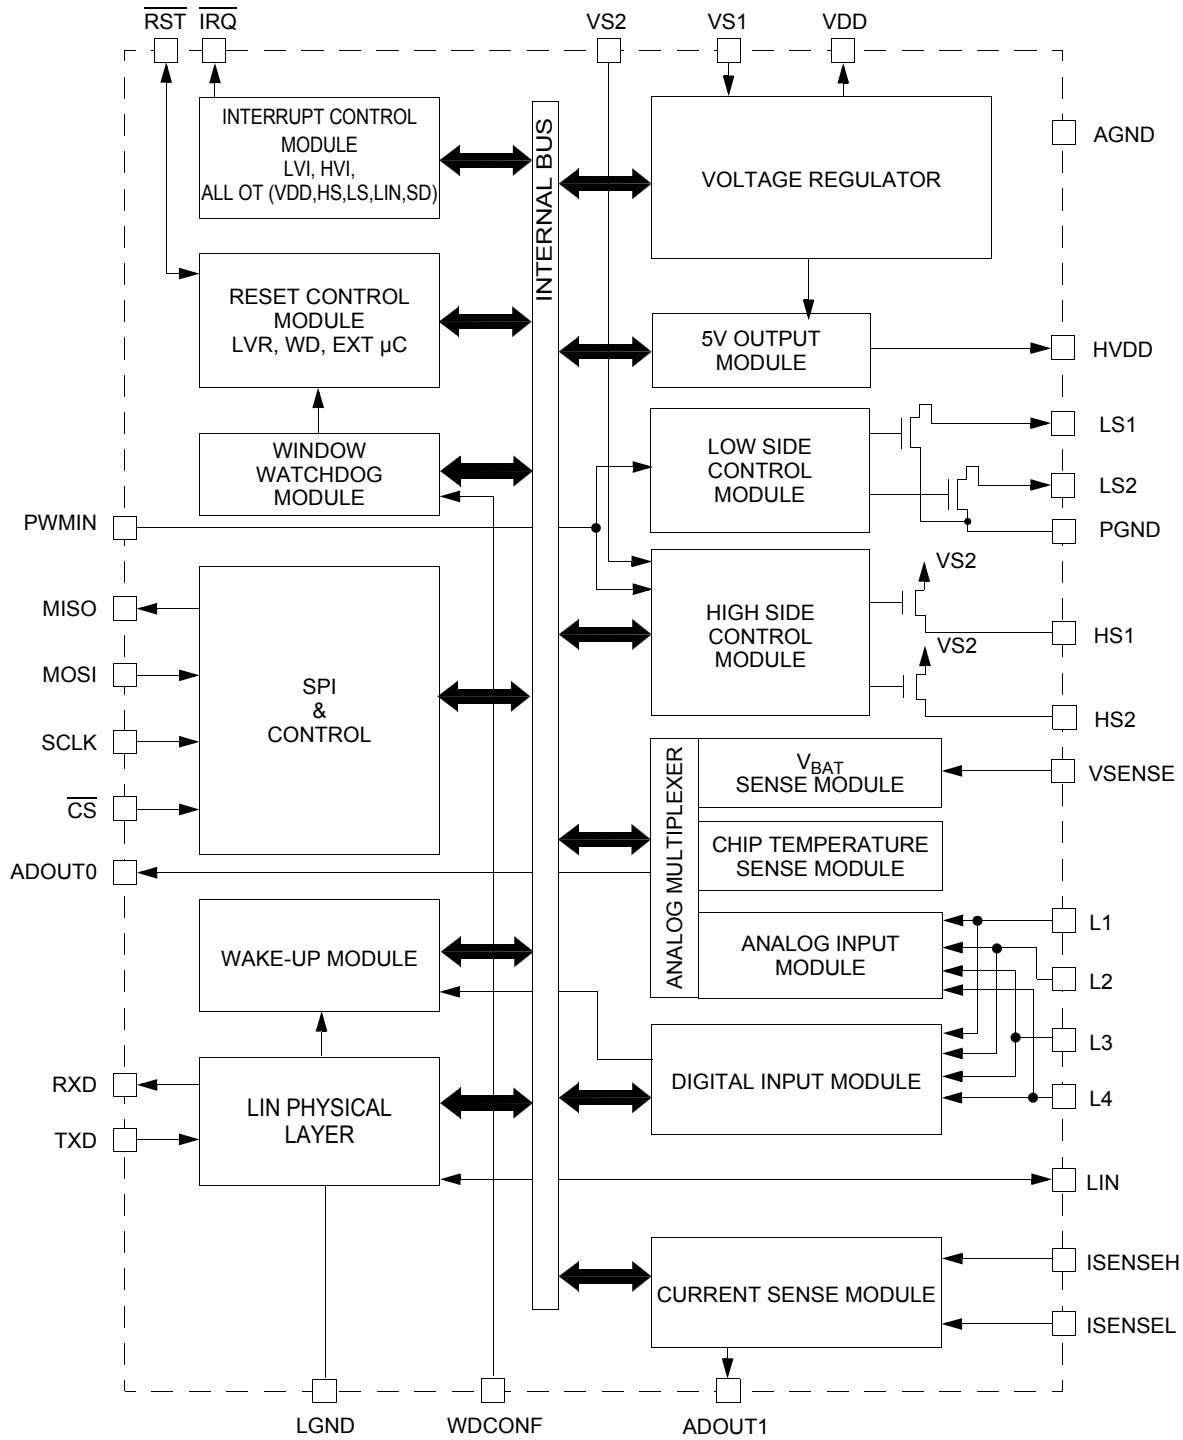 RST IRQ VS2 VS1 VDD
INTERRUPT CONTROL
MODULE
LVI, HVI,
ALL OT (VDD,HS,LS,LIN,SD)
INTERNAL BUS
VOLTAGE REGULATOR
AGND
RESET CONTROL
MODULE
LVR, WD, EXT µC
5V OUTPUT
MODULE
HVDD
WINDOW
WATCHDOG
MODULE
LOW SIDE
CONTROL
MODULE
LS1
LS2
PGND
PWMIN
VS2
HIGH SIDE
CONTROL
MODULE
HS1
VS2
HS2
MISO
MOSI
SCLK
CS
SPI
&
CONTROL
ADOUT0
ANALOG MULTIPLEXER
VBAT
SENSE MODULE
VSENSE
CHIP TEMPERATURE
SENSE MODULE
ANALOG INPUT
MODULE
L1
L2
L3
L4
WAKE-UP MODULE
DIGITAL INPUT MODULE
RXD
TXD
LIN PHYSICAL
LAYER
LIN
CURRENT SENSE MODULE
ISENSEH
ISENSEL
LGND WDCONF ADOUT1